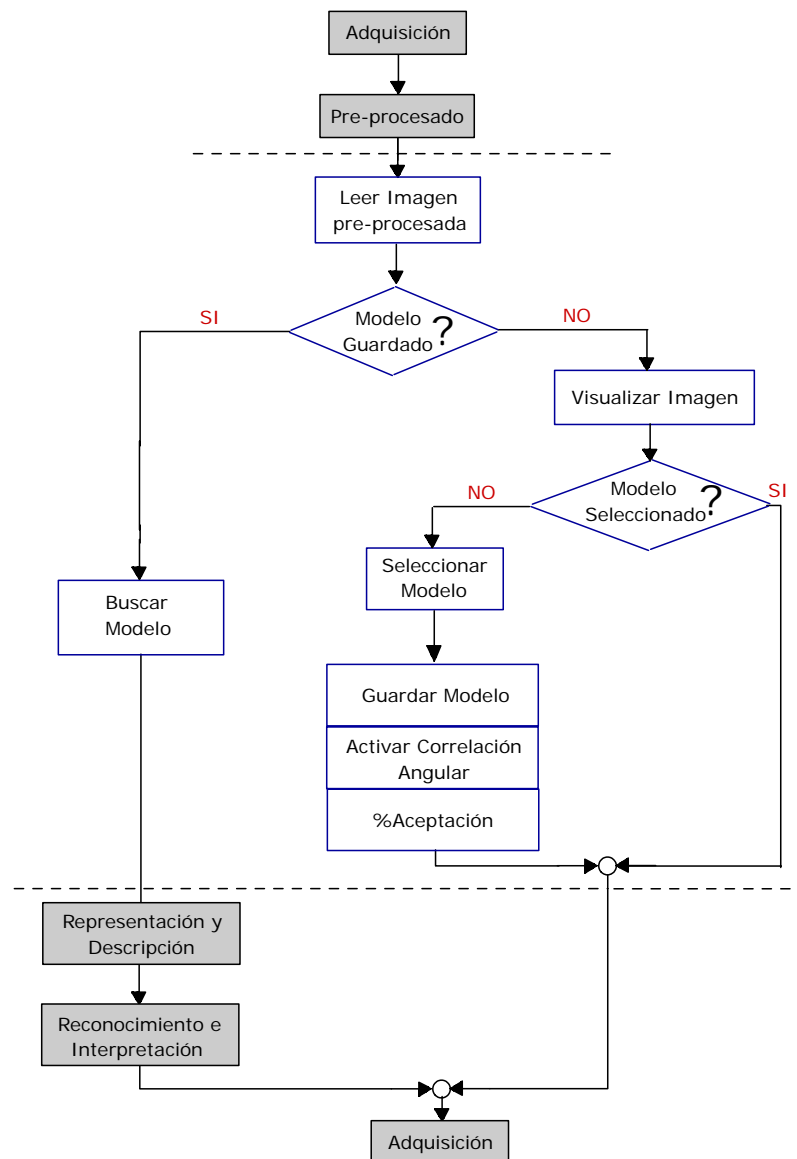 Adquisición
Pre-procesado
Leer Imagen
pre-procesada
SI
Modelo
Guardado
?
NO
Visualizar Imagen
NO
Modelo
Seleccionado
?
SI
Seleccionar
Modelo
Buscar
Modelo
Guardar Modelo
Activar Correlación
Angular
%Aceptación
Representación y
Descripción
Reconocimiento e
Interpretación
Adquisición